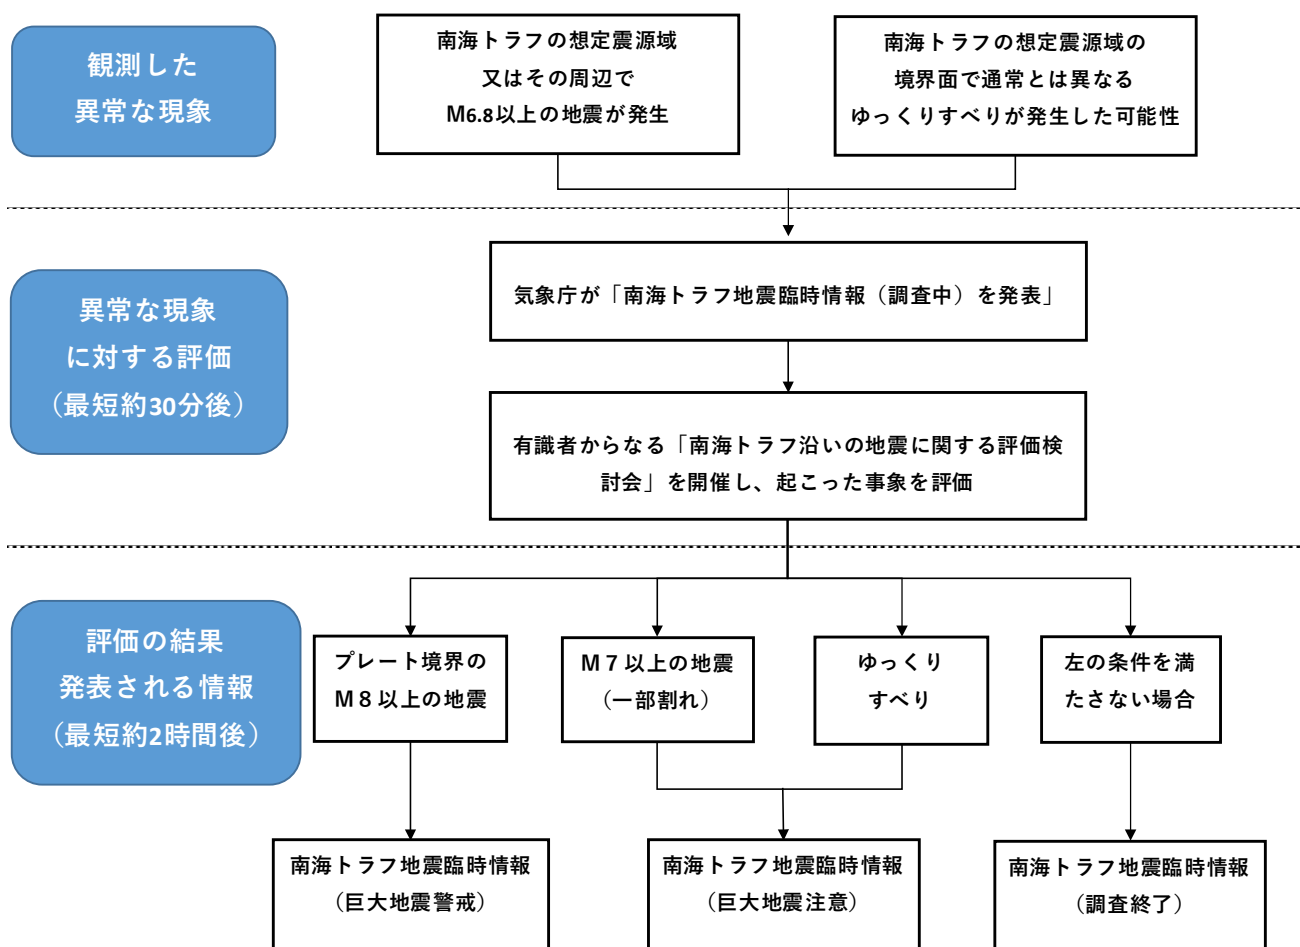 観測した
異常な現象
南海トラフの想定震源域
又はその周辺で
M6.8以上の地震が発生
南海トラフの想定震源域の
境界面で通常とは異なる
ゆっくりすべりが発生した可能性
異常な現象
に対する評価
（最短約30分後）
気象庁が「南海トラフ地震臨時情報（調査中）を発表」
有識者からなる「南海トラフ沿いの地震に関する評価検
討会」を開催し、起こった事象を評価
評価の結果
発表される情報
（最短約2時間後）
プレート境界の
Ｍ８以上の地震
Ｍ７以上の地震
（一部割れ）
ゆっくり
すべり
左の条件を満
たさない場合
南海トラフ地震臨時情報
（巨大地震警戒）
南海トラフ地震臨時情報
（巨大地震注意）
南海トラフ地震臨時情報
（調査終了）